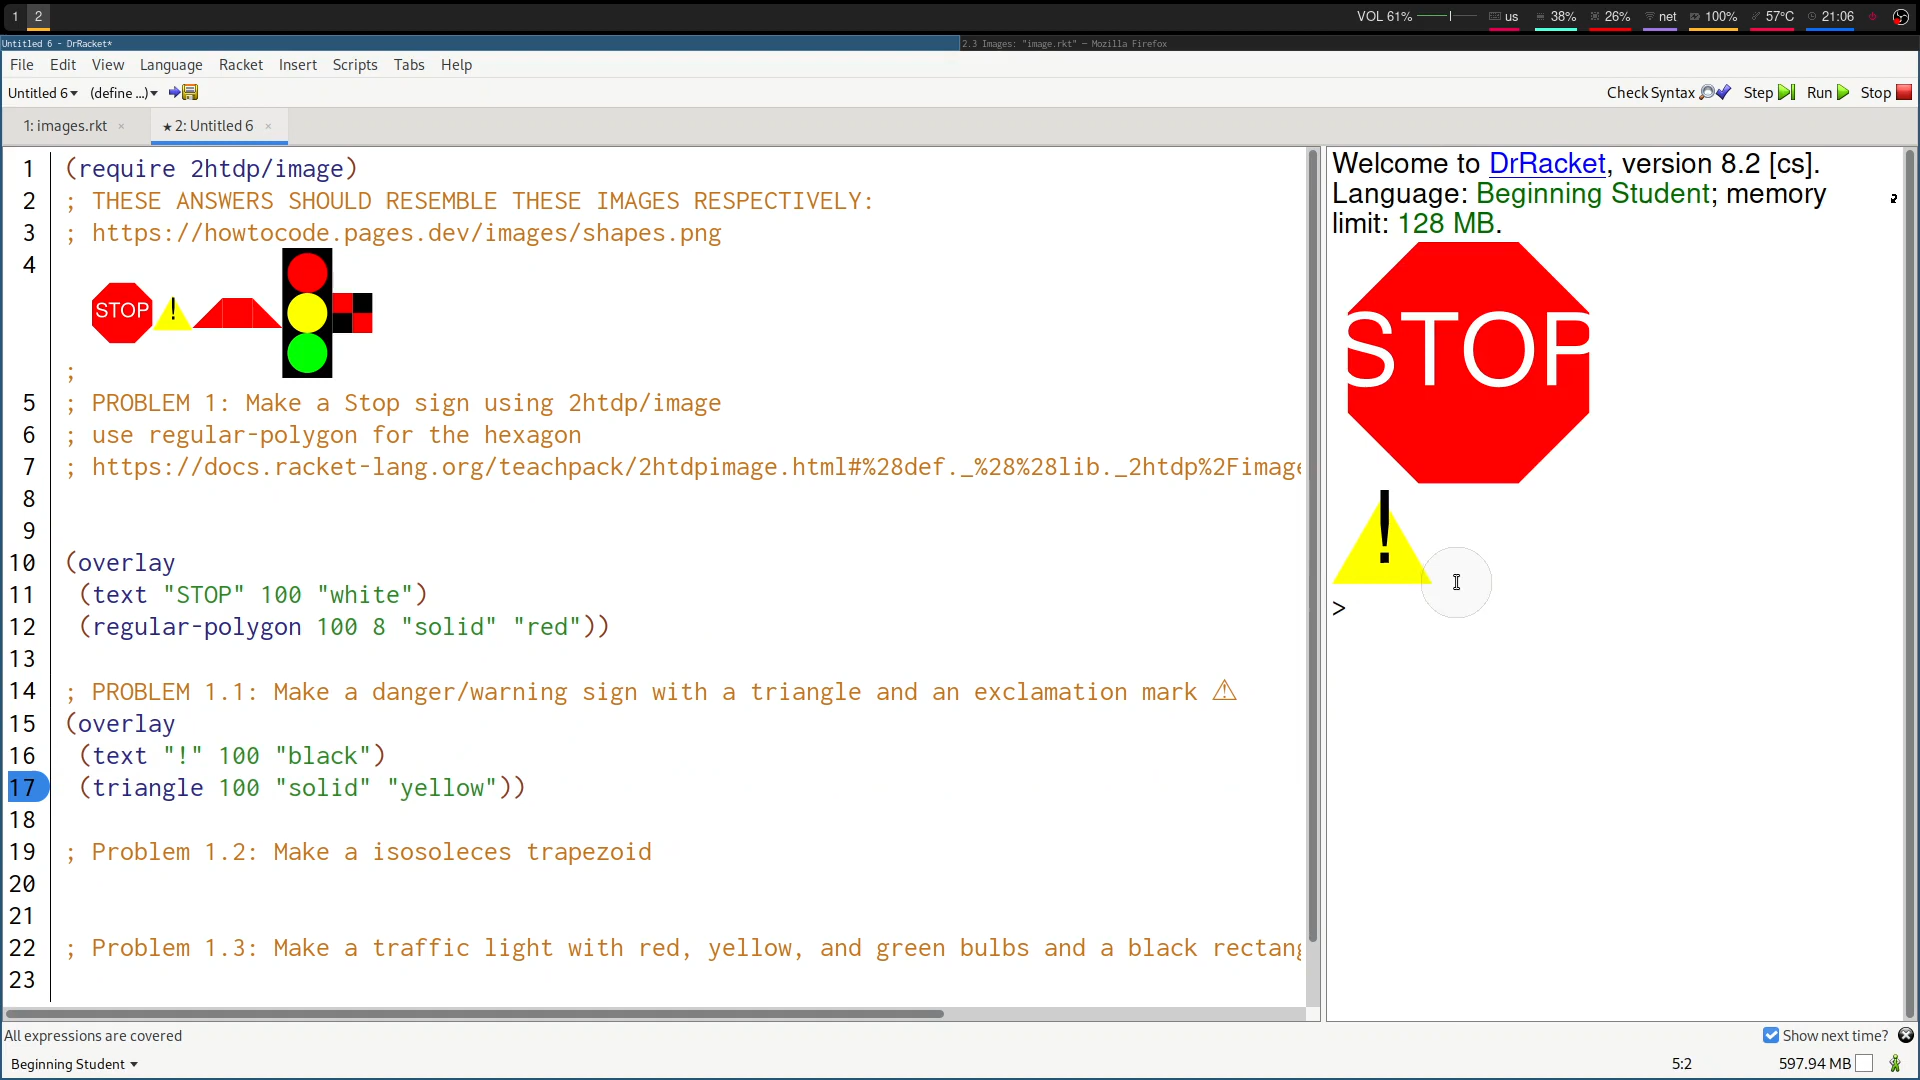 1 2 VOL 61% us 38% 26% net 100% 57°C 21:06
Untitled 6 - DrRacket* 2.3 Images: "image.rkt" — Mozilla Firefox
File Edit View Language Racket Insert Scripts Tabs Help
Untitled 6▾ (define ...)▾ Check Syntax Step Run Stop
1: images.rkt × ★2: Untitled 6 ×
1 (require 2htdp/image)
2 ; THESE ANSWERS SHOULD RESEMBLE THESE IMAGES RESPECTIVELY:
3 ; https://howtocode.pages.dev/images/shapes.png
4
STOP !
;
5 ; PROBLEM 1: Make a Stop sign using 2htdp/image
6 ; use regular-polygon for the hexagon
7 ; https://docs.racket-lang.org/teachpack/2htdpimage.html#%28def._%28%28lib._2htdp%2Fimage
8
9
10 (overlay
11 (text "STOP" 100 "white")
12 (regular-polygon 100 8 "solid" "red"))
13
14 ; PROBLEM 1.1: Make a danger/warning sign with a triangle and an exclamation mark ⚠
15 (overlay
16 (text "!" 100 "black")
17 (triangle 100 "solid" "yellow"))
18
19 ; Problem 1.2: Make a isosoleces trapezoid
20
21
22 ; Problem 1.3: Make a traffic light with red, yellow, and green bulbs and a black rectang
23
Welcome to DrRacket, version 8.2 [cs].
Language: Beginning Student; memory
limit: 128 MB.
STOP
!
>
All expressions are covered Show next time?
Beginning Student ▾ 5:2 597.94 MB